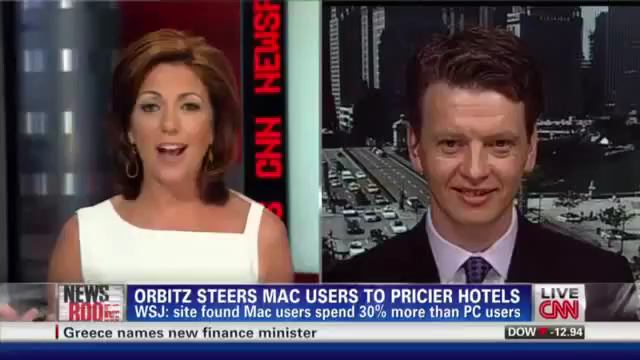 CNN NEWSR
NEWS
ROOM
ORBITZ STEERS MAC USERS TO PRICIER HOTELS
WSJ: site found Mac users spend 30% more than PC users
LIVE
CNN
Greece names new finance minister
DOW -12.94